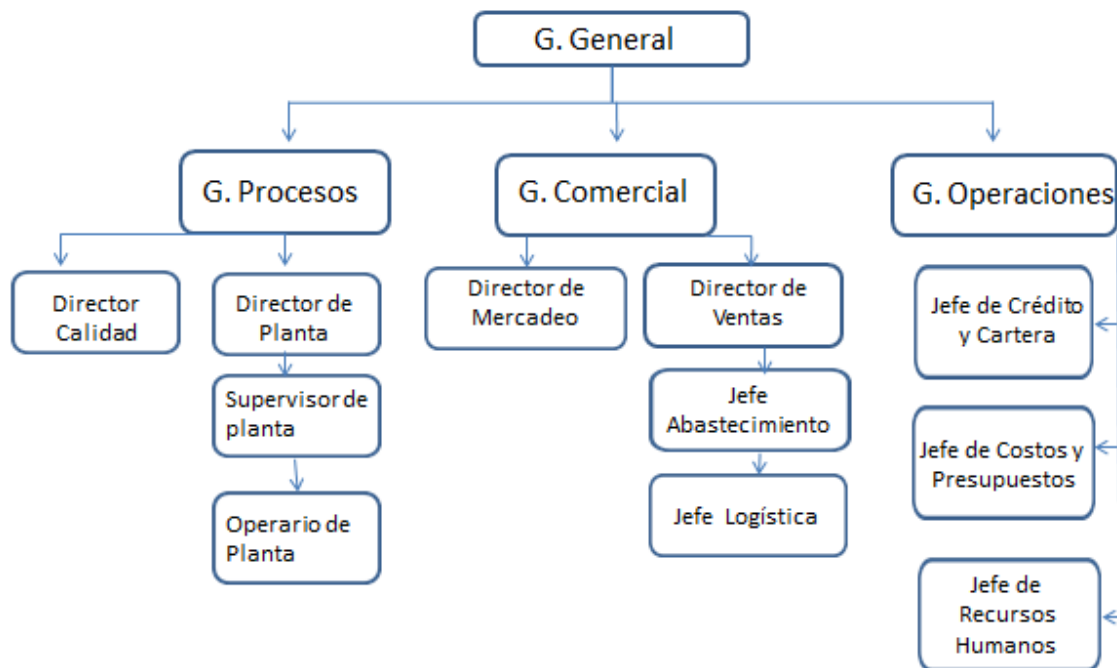 G. General
G. Procesos
G. Comercial
G. Operaciones
Director
Calidad
Director de
Planta
Director de
Mercadeo
Director de
Ventas
Jefe de Crédito
y Cartera
Supervisor de
planta
Jefe
Abastecimiento
Jefe de Costos y
Presupuestos
Operario de
Planta
Jefe Logística
Jefe de
Recursos
Humanos